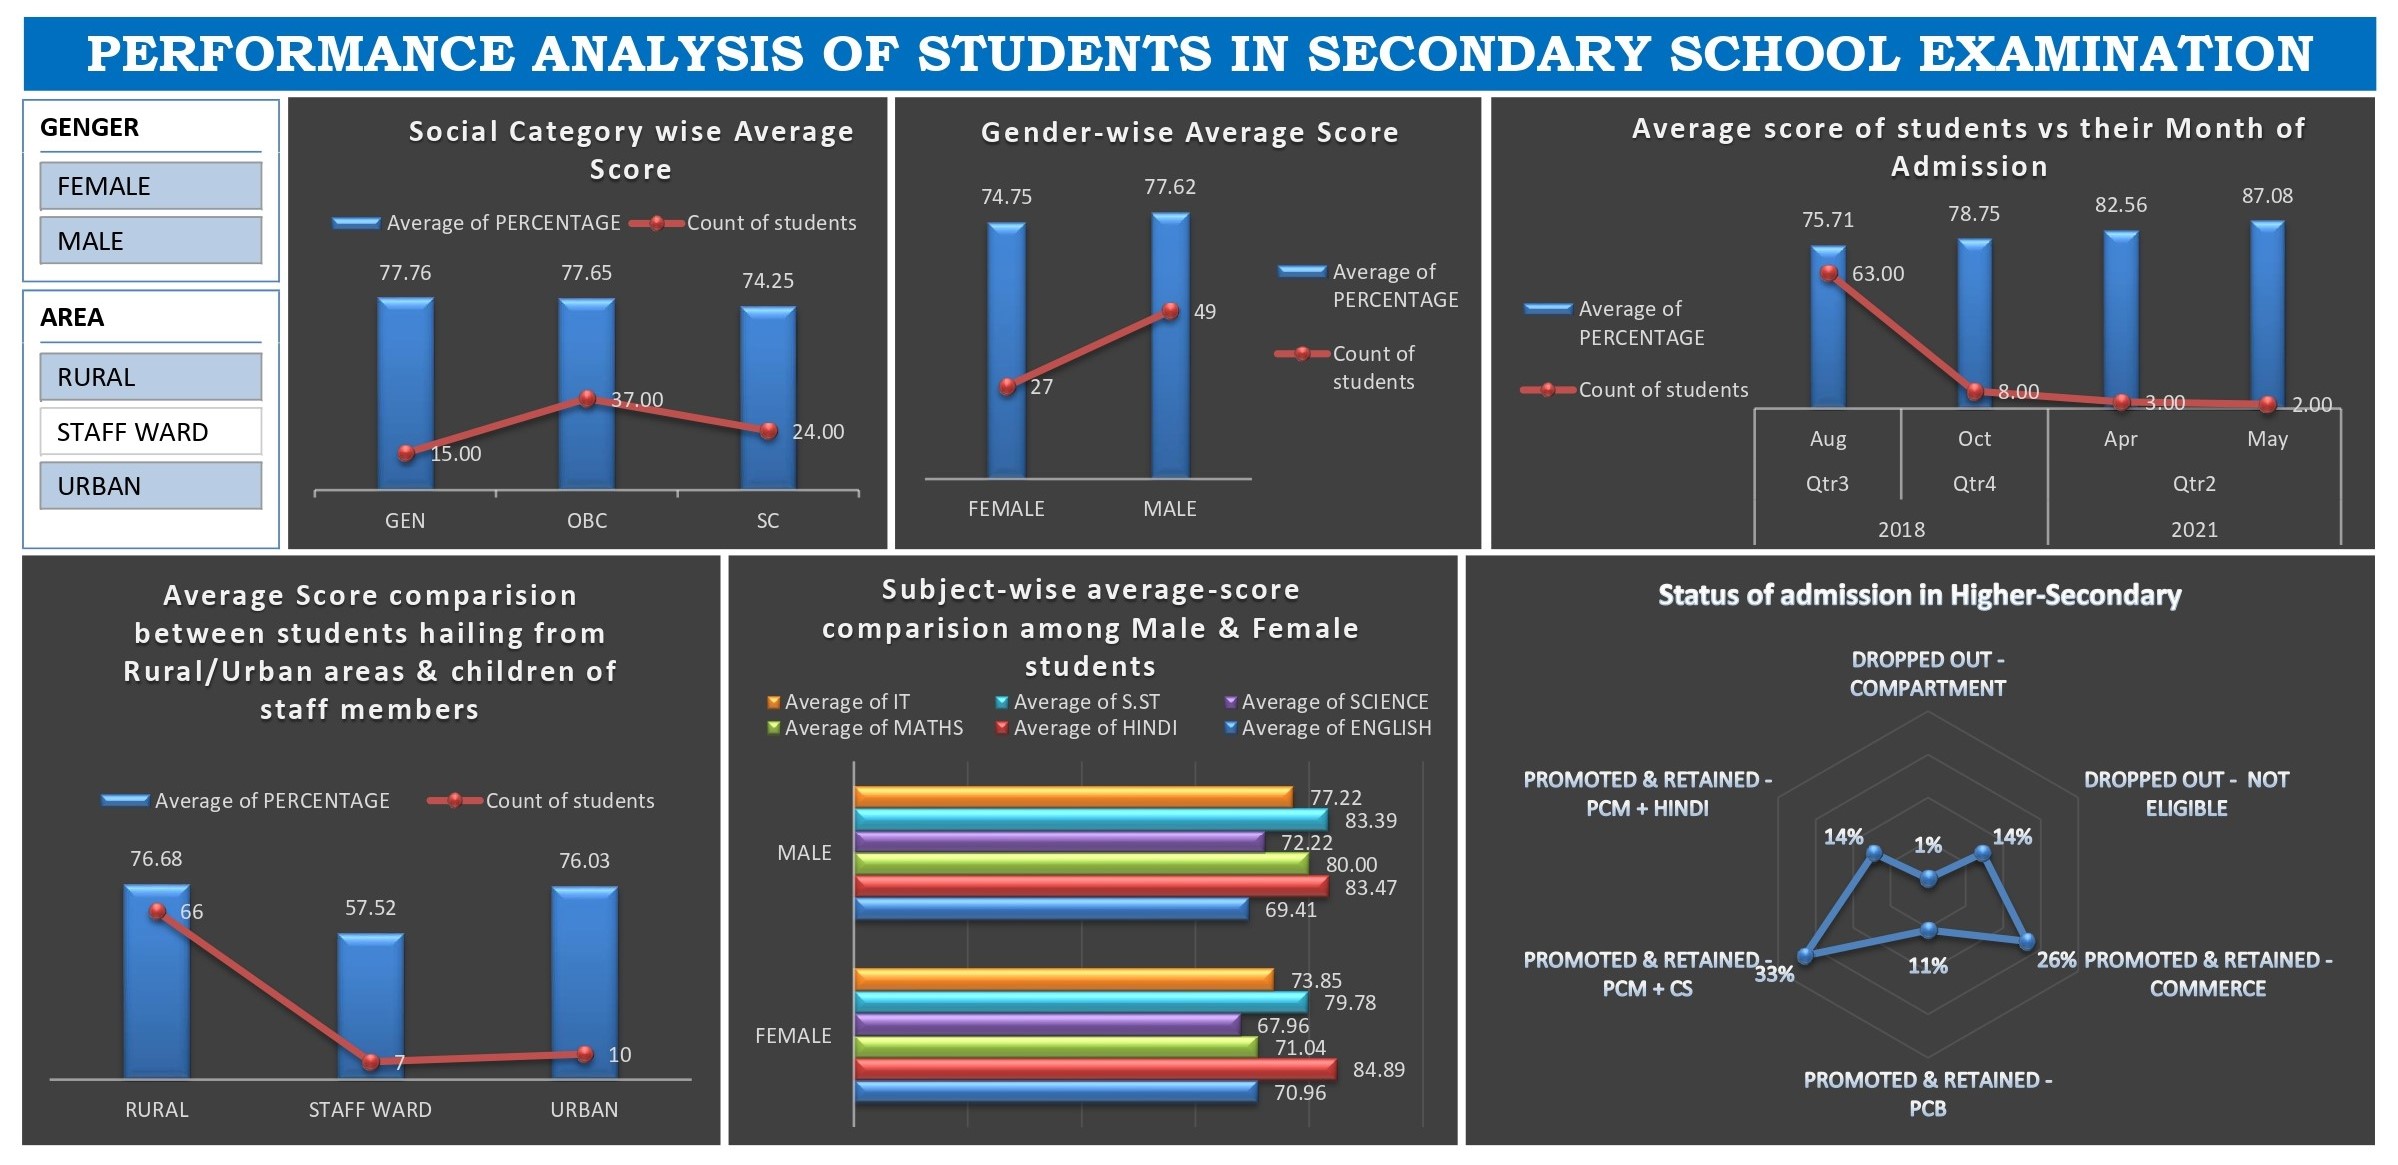 PERFORMANCE ANALYSIS OF STUDENTS IN SECONDARY SCHOOL EXAMINATION
GENGER
FEMALE
MALE
AREA
RURAL
STAFF WARD
URBAN
Social Category wise Average
Score
Average of PERCENTAGE
Count of students
77.76
77.65
74.25
15.00
37.00
24.00
GEN
OBC
SC
Gender-wise Average Score
74.75
77.62
27
49
Average of
PERCENTAGE
Count of
students
FEMALE
MALE
Average score of students vs their Month of
Admission
75.71
78.75
82.56
87.08
63.00
8.00
3.00
2.00
Average of
PERCENTAGE
Count of students
Aug
Oct
Apr
May
Qtr3
Qtr4
Qtr2
2018
2021
Average Score comparision
between students hailing from
Rural/Urban areas & children of
staff members
Average of PERCENTAGE
Count of students
76.68
57.52
76.03
66
7
10
RURAL
STAFF WARD
URBAN
Subject-wise average-score
comparision among Male & Female
students
Average of IT
Average of S.ST
Average of SCIENCE
Average of MATHS
Average of HINDI
Average of ENGLISH
MALE
77.22
83.39
72.22
80.00
83.47
69.41
FEMALE
73.85
79.78
67.96
71.04
84.89
70.96
Status of admission in Higher-Secondary
DROPPED OUT -
COMPARTMENT
PROMOTED & RETAINED -
PCM + HINDI
DROPPED OUT - NOT
ELIGIBLE
14%
1%
14%
PROMOTED & RETAINED -
PCM + CS
33%
11%
26%
PROMOTED & RETAINED -
COMMERCE
PROMOTED & RETAINED -
PCB